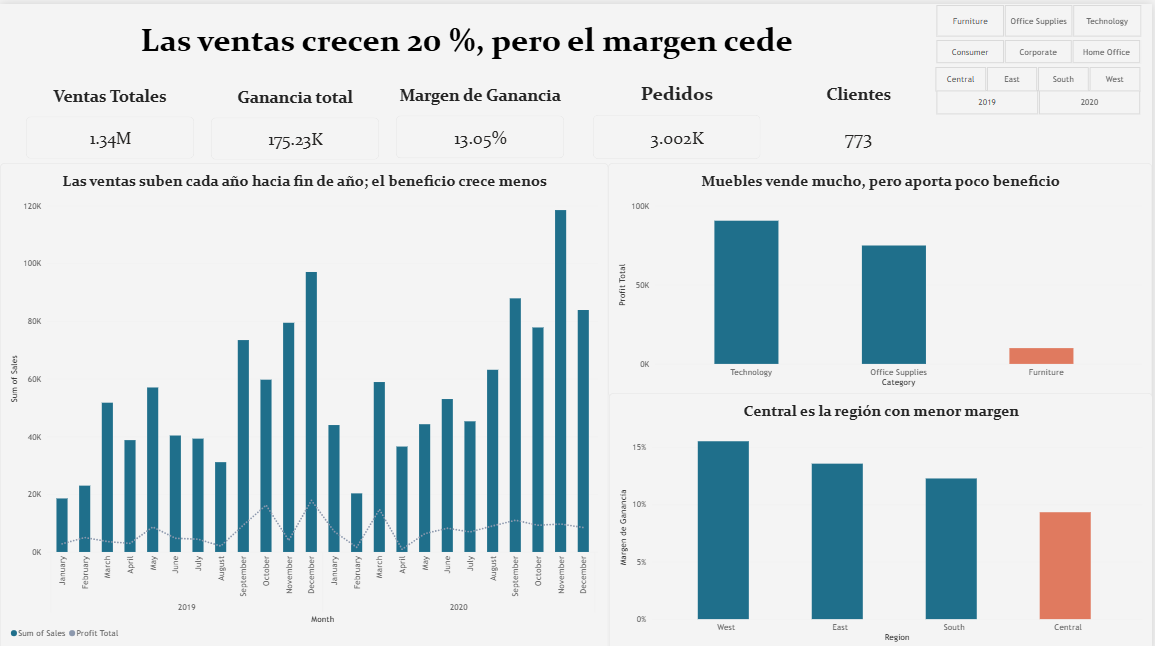 Las ventas crecen 20 %, pero el margen cede
Furniture Office Supplies Technology
Consumer Corporate Home Office
Central East South West
2019 2020
Ventas Totales Ganancia total Margen de Ganancia Pedidos Clientes
1.34M 175.23K 13.05% 3.002K 773
Las ventas suben cada año hacia fin de año; el beneficio crece menos
120K
100K
80K
60K
40K
20K
0K
Sum of Sales
January February March April May June July August September October November December January February March April May June July August September October November December
2019 2020
Month
Sum of Sales Profit Total
Muebles vende mucho, pero aporta poco beneficio
100K
50K
0K
Profit Total
Technology Office Supplies Furniture
Category
Central es la región con menor margen
15%
10%
5%
0%
Margen de Ganancia
West East South Central
Region